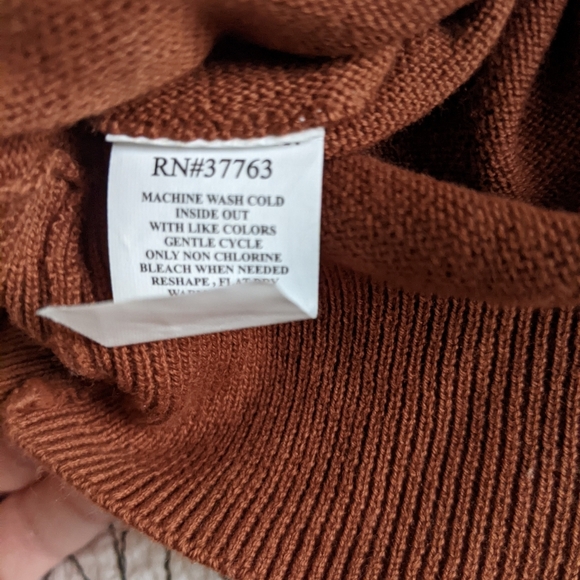 RN#37763
MACHINE WASH COLD
INSIDE OUT
WITH LIKE COLORS
GENTLE CYCLE
ONLY NON CHLORINE
BLEACH WHEN NEEDED
RESHAPE, FLAT DRY